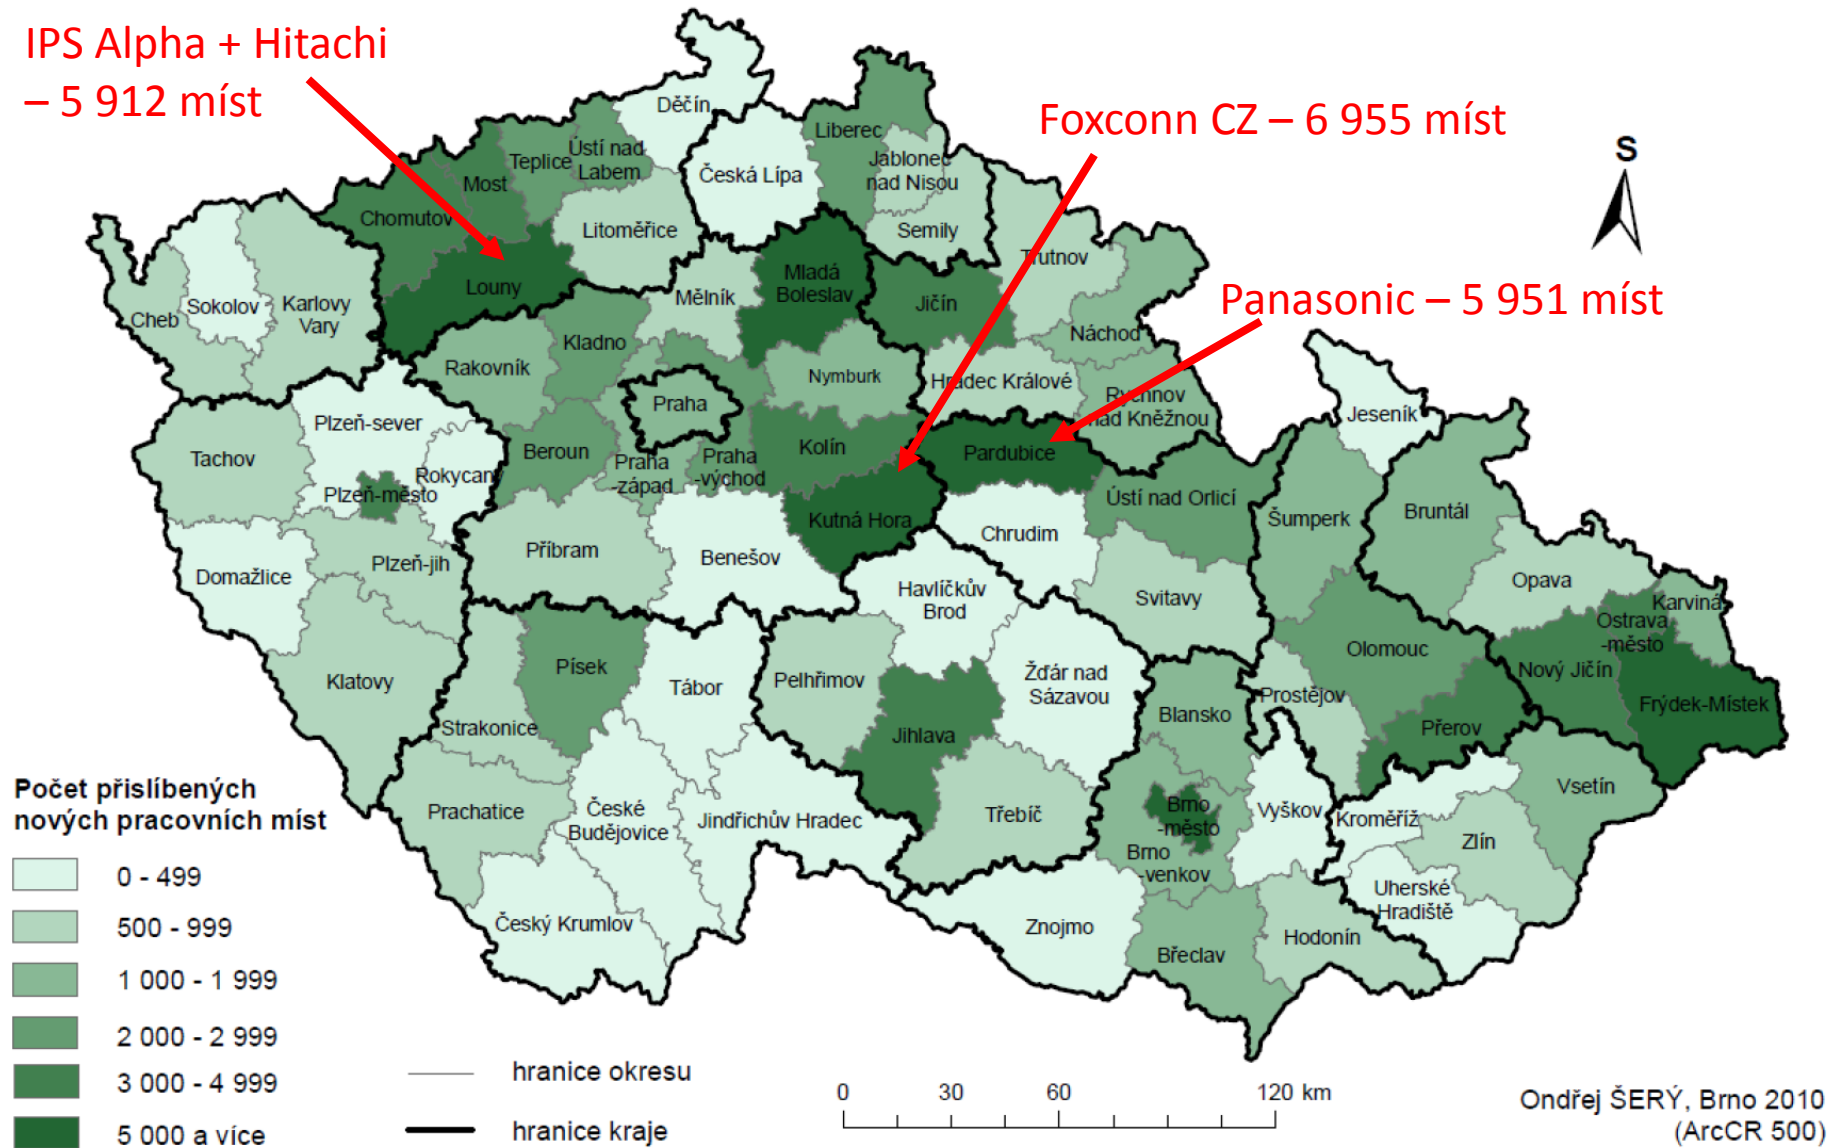 IPS Alpha + Hitachi
– 5 912 míst
Foxconn CZ – 6 955 míst
Panasonic – 5 951 míst
S
Děčín
Liberec
Ústí nad
Labem
Teplice
Jablonec
nad Nisou
Most
Česká Lípa
Chomutov
Litoměřice
Semily
Trutnov
Mladá
Boleslav
Louny
Mělník
Jičín
Sokolov
Karlovy
Vary
Cheb
Náchod
Kladno
Rakovník
Nymburk
Hradec Králové
Rychnov
nad Kněžnou
Praha
Jeseník
Plzeň-sever
Tachov
Rokycany
Beroun
Praha
-západ
Praha
-východ
Kolín
Pardubice
Plzeň-město
Ústí nad Orlicí
Šumperk
Bruntál
Kutná Hora
Chrudim
Příbram
Benešov
Plzeň-jih
Domažlice
Havlíčkův
Brod
Svitavy
Opava
Karviná
Ostrava
-město
Olomouc
Nový Jičín
Písek
Klatovy
Tábor
Pelhřimov
Žďár nad
Sázavou
Prostějov
Frýdek-Místek
Strakonice
Jihlava
Blansko
Přerov
Prachatice
České
Budějovice
Jindřichův Hradec
Třebíč
Brno
-město
Vyškov
Kroměříž
Vsetín
Zlín
Brno
-venkov
Uherské
Hradiště
Český Krumlov
Znojmo
Břeclav
Hodonín
Počet přislíbených
nových pracovních míst
0 - 499
500 - 999
1 000 - 1 999
2 000 - 2 999
3 000 - 4 999
5 000 a více
hranice okresu
hranice kraje
0 30 60 120 km
Ondřej ŠERÝ, Brno 2010
(ArcCR 500)